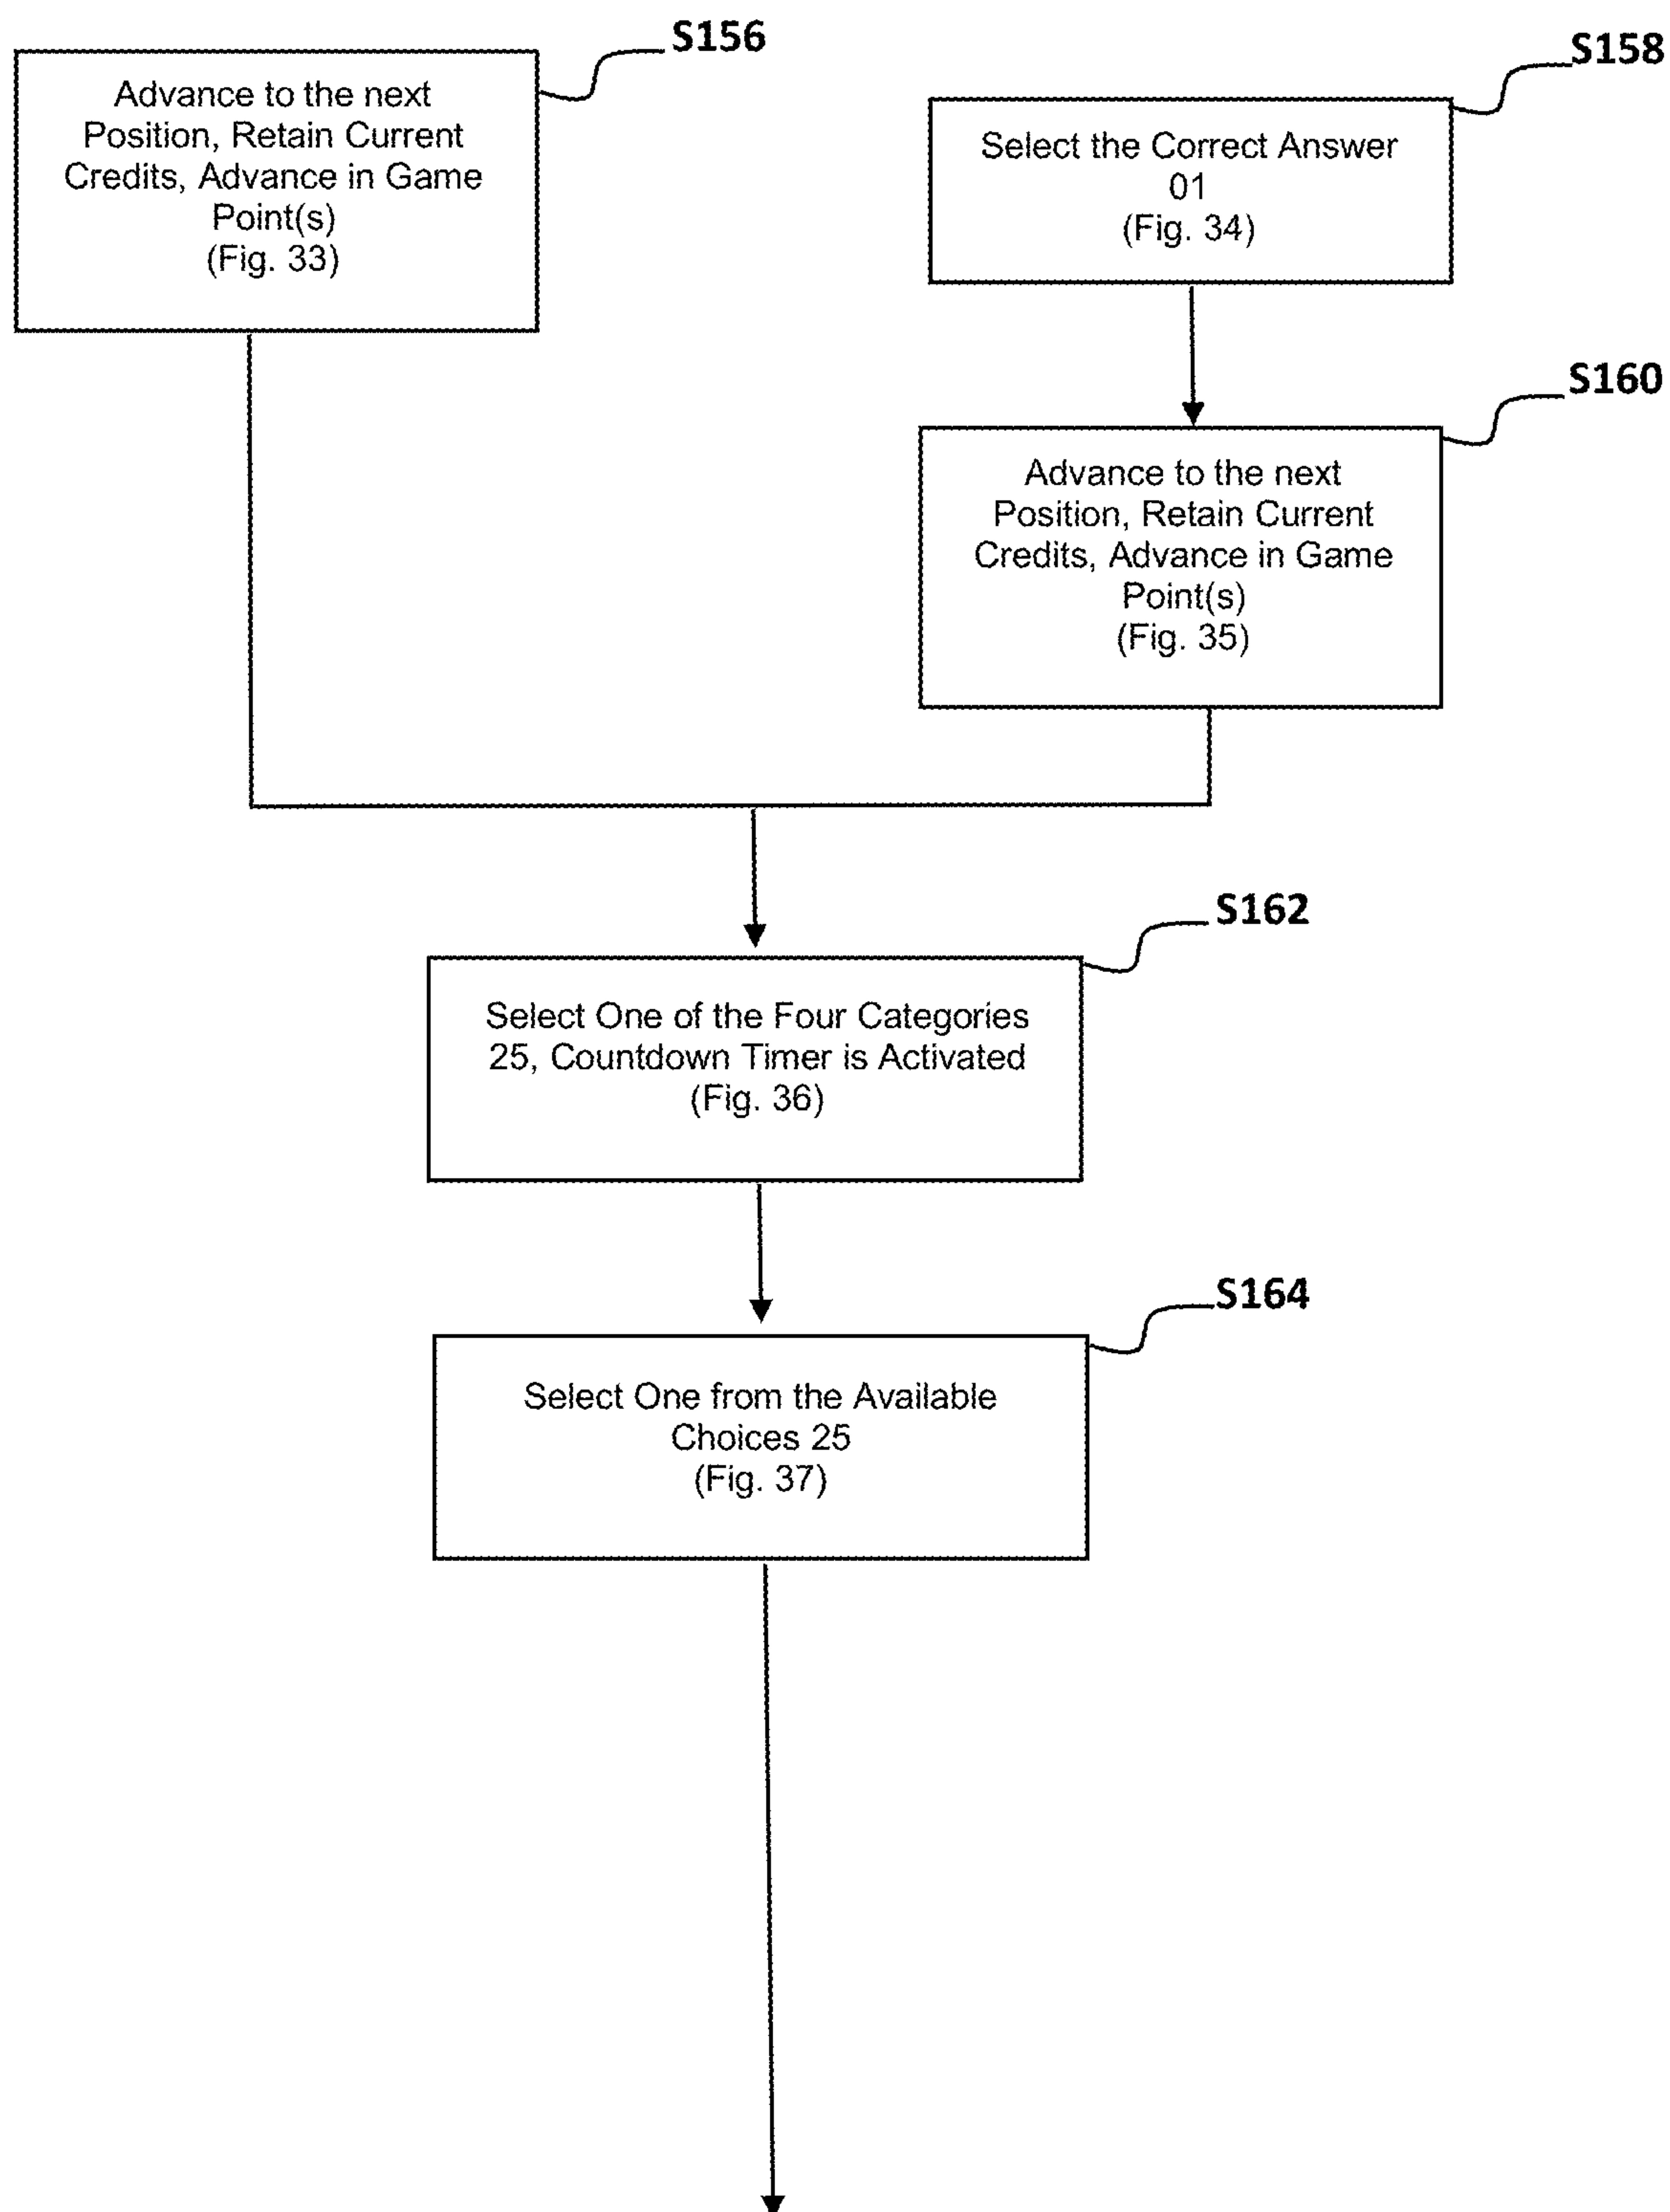 S156
Advance to the next
Position, Retain Current
Credits, Advance in Game
Point(s)
(Fig. 33)
S158
Select the Correct Answer
01
(Fig. 34)
S160
Advance to the next
Position, Retain Current
Credits, Advance in Game
Point(s)
(Fig. 35)
S162
Select One of the Four Categories
25, Countdown Timer is Activated
(Fig. 36)
S164
Select One from the Available
Choices 25
(Fig. 37)